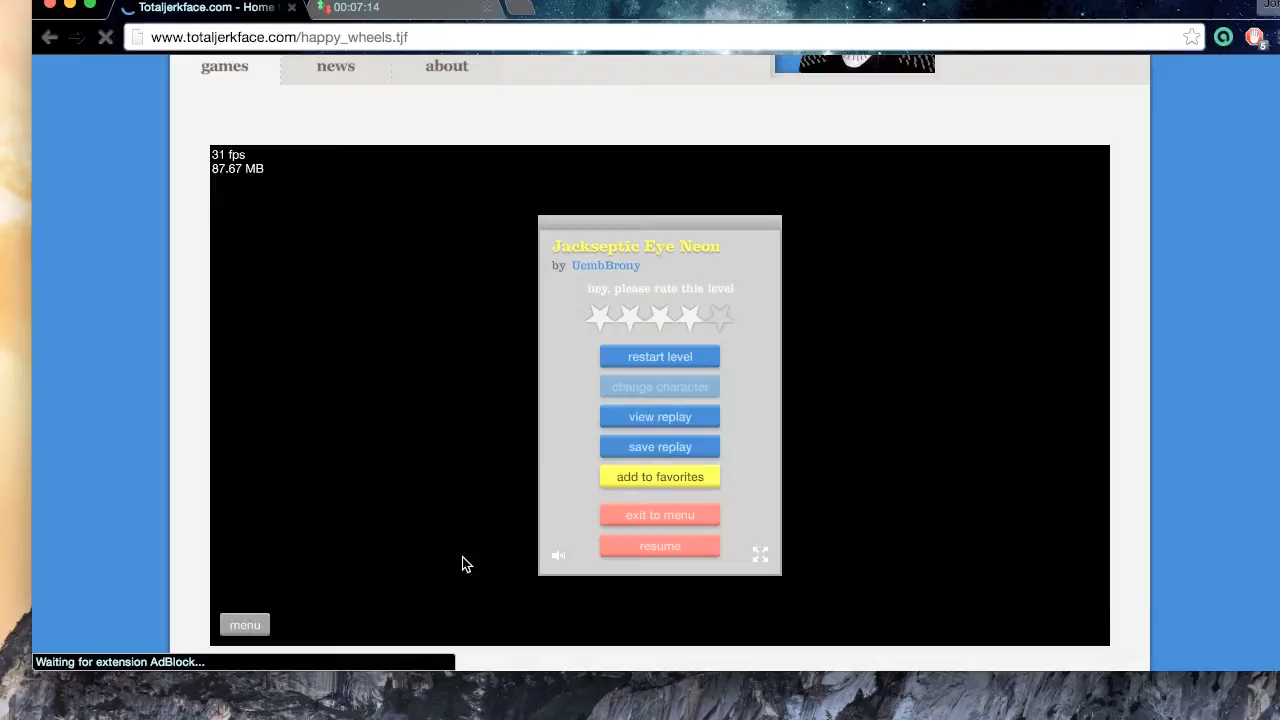 Totaljerkface.com - Home
00:07:14
www.totaljerkface.com/happy_wheels.tjf
5
games news about
31 fps
87.67 MB
Jackseptic Eye Neon
by UcmbBrony
hey, please rate this level
restart level
change character
view replay
save replay
add to favorites
exit to menu
resume
menu
Waiting for extension AdBlock...